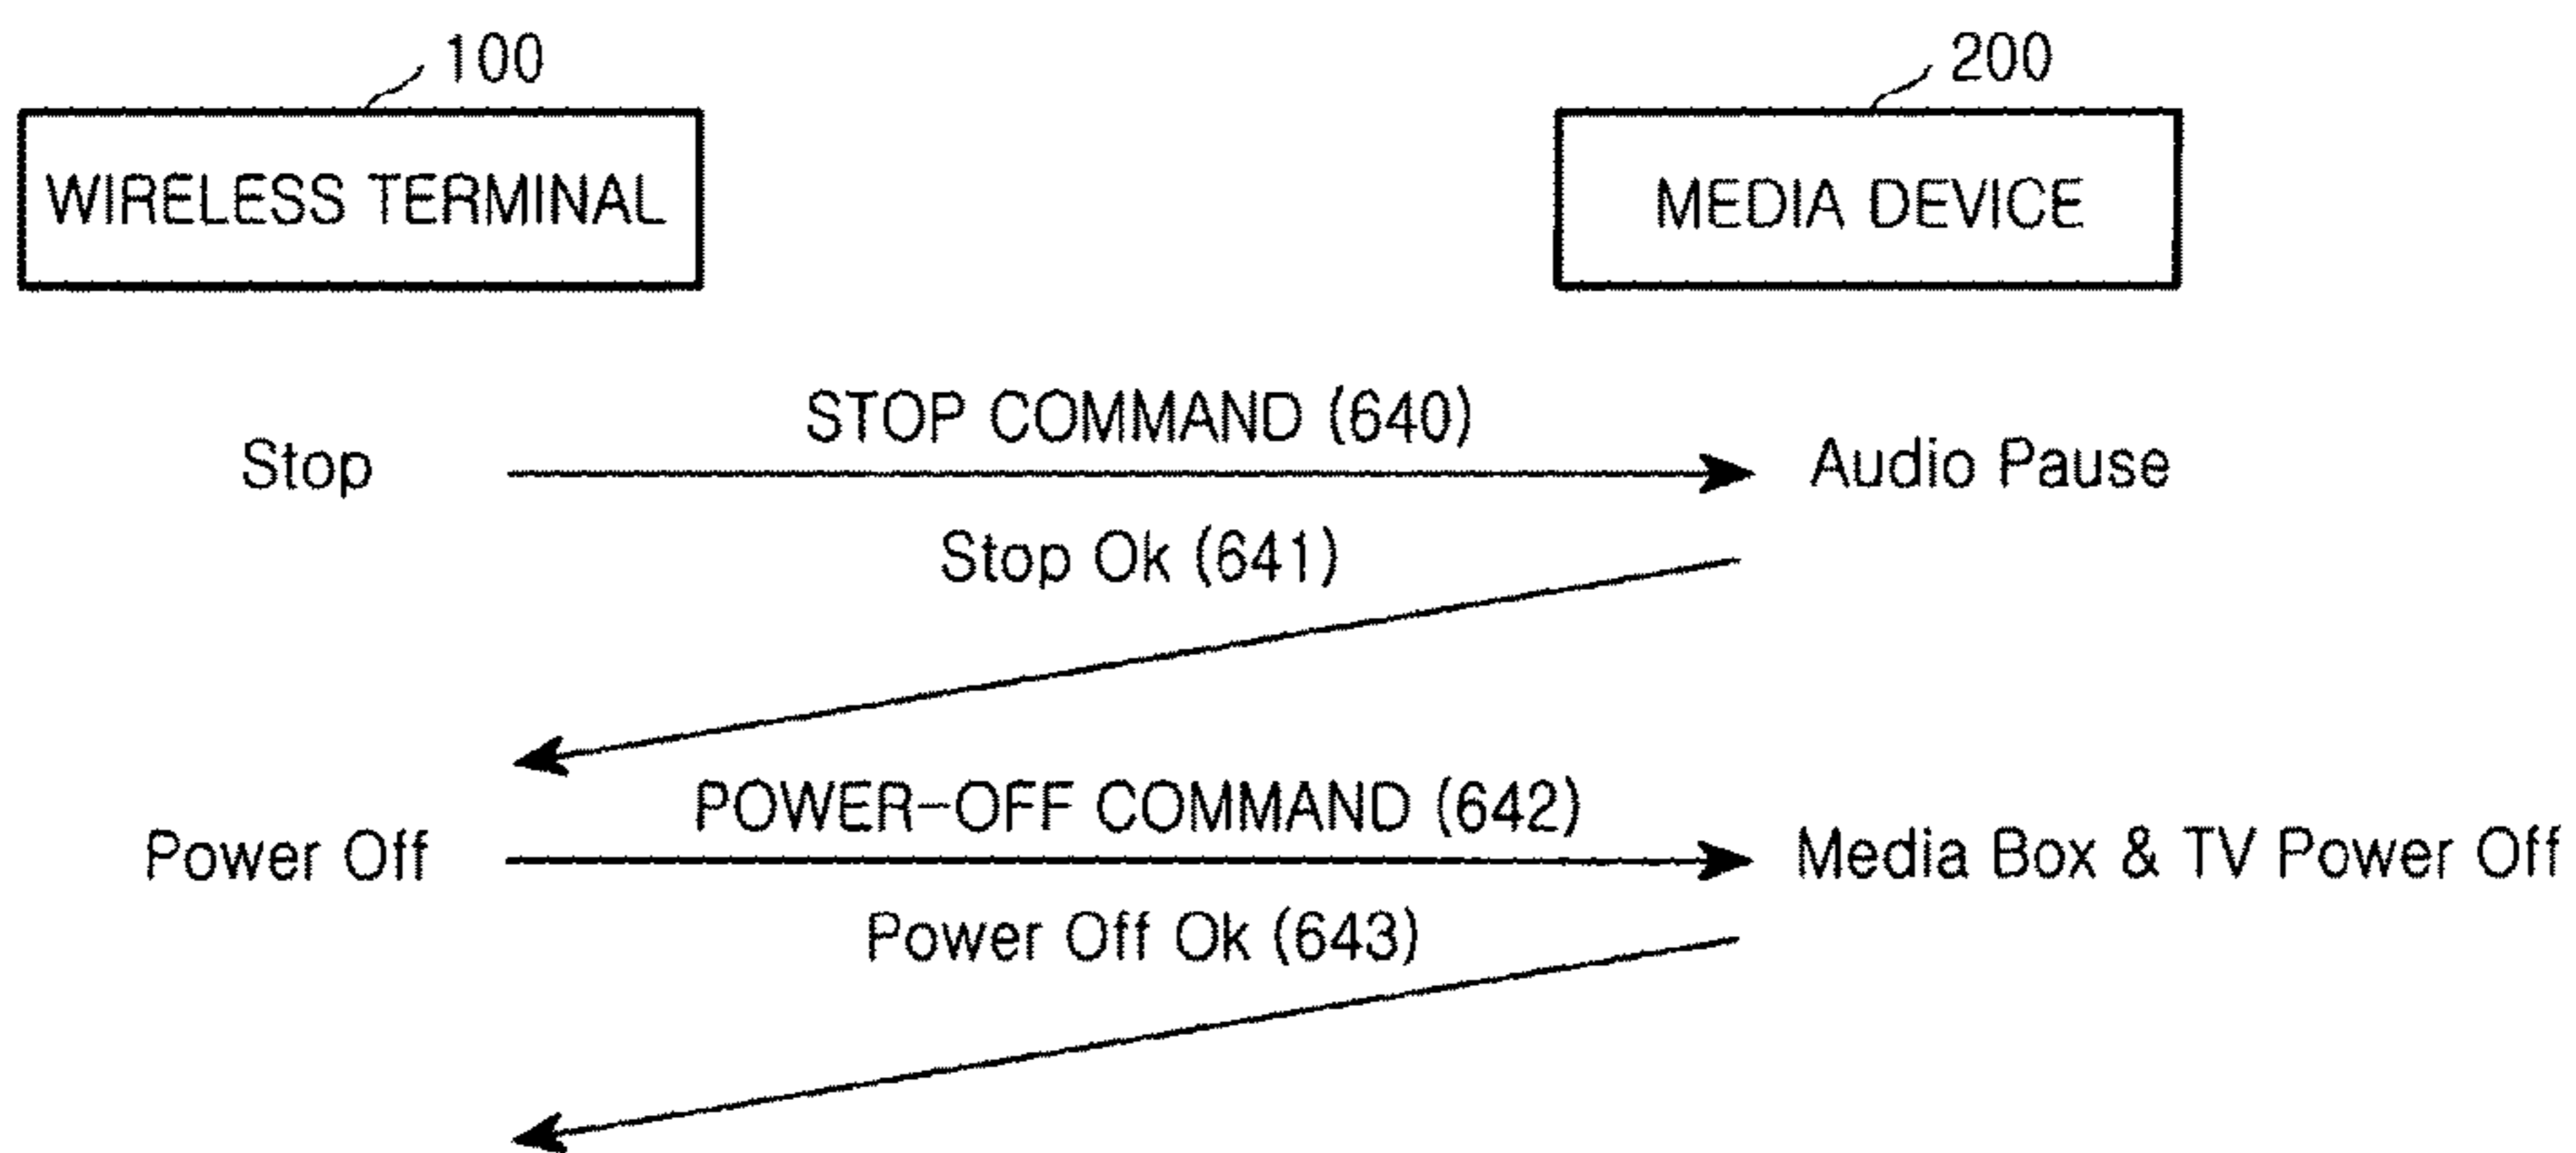 100
200
WIRELESS TERMINAL
MEDIA DEVICE
STOP COMMAND (640)
Stop
Audio Pause
Stop Ok (641)
POWER-OFF COMMAND (642)
Power Off
Media Box & TV Power Off
Power Off Ok (643)